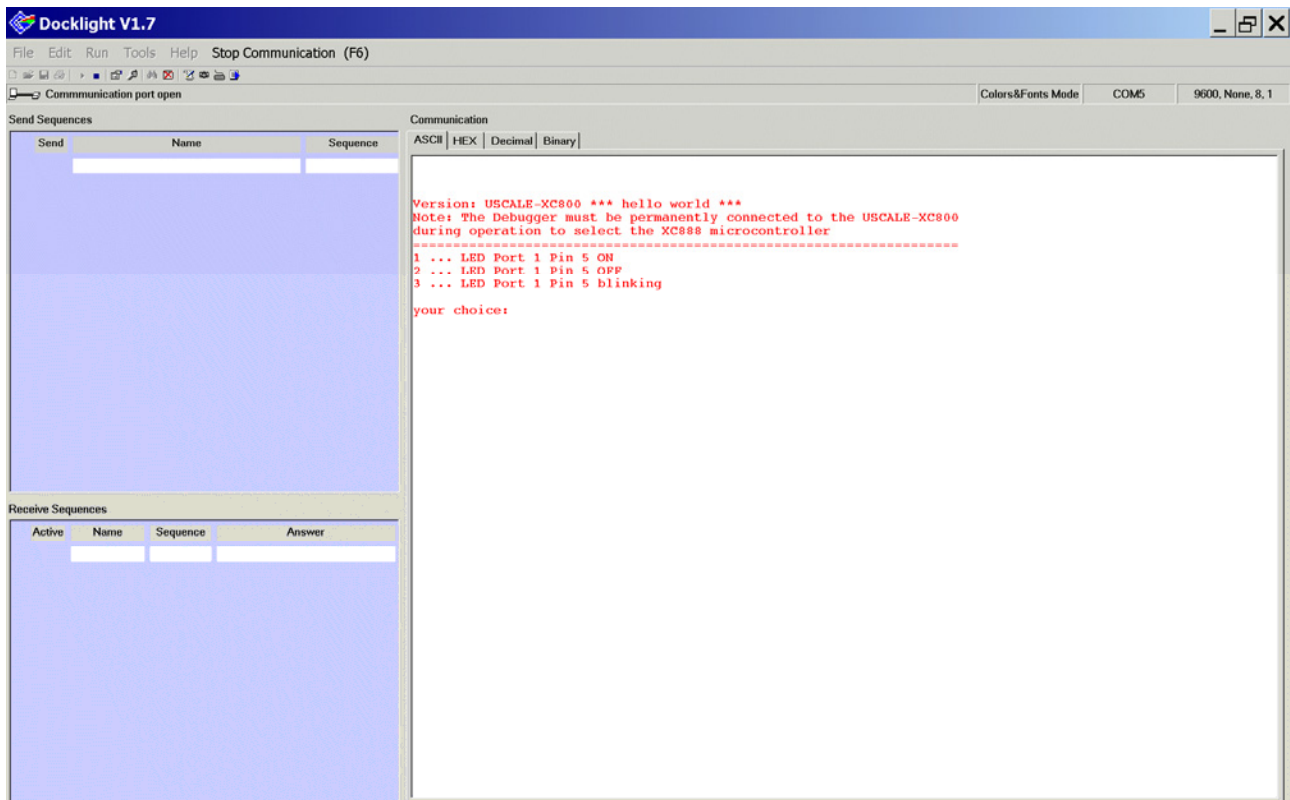 Docklight V1.7
File Edit Run Tools Help Stop Communication (F6)
Commmunication port open
Colors&Fonts Mode
COM5
9600, None, 8, 1
Send Sequences
Send Name Sequence
Receive Sequences
Active Name Sequence Answer
Communication
ASCII HEX Decimal Binary
Version: USCALE-XC800 *** hello world ***
Note: The Debugger must be permanently connected to the USCALE-XC800
during operation to select the XC888 microcontroller
====================================================================
1 ... LED Port 1 Pin 5 ON
2 ... LED Port 1 Pin 5 OFF
3 ... LED Port 1 Pin 5 blinking
your choice: